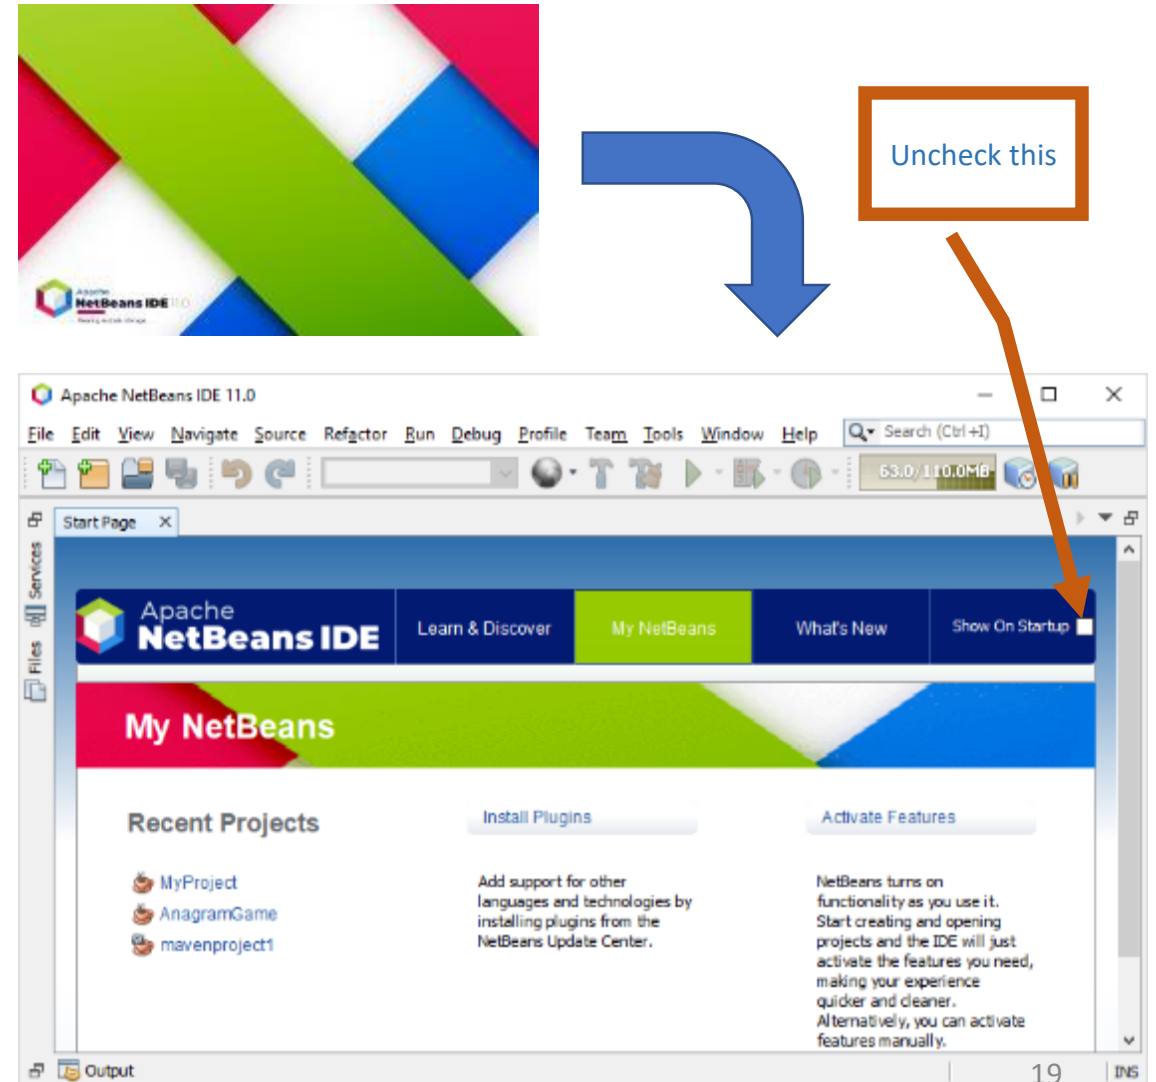 Uncheck this
Apache
NetBeans IDE 11.0
Apache NetBeans IDE 11.0
File Edit View Navigate Source Refactor Run Debug Profile Team Tools Window Help
Search (Ctrl+I)
63.0/110.0MB
Start Page
Services
Files
Apache
NetBeans IDE
Learn & Discover
My NetBeans
What's New
Show On Startup
My NetBeans
Recent Projects
MyProject
AnagramGame
mavenproject1
Install Plugins
Add support for other
languages and technologies by
installing plugins from the
NetBeans Update Center.
Activate Features
NetBeans turns on
functionality as you use it.
Start creating and opening
projects and the IDE will just
activate the features you need,
making your experience
quicker and cleaner.
Alternatively, you can activate
features manually.
Output
19
INS